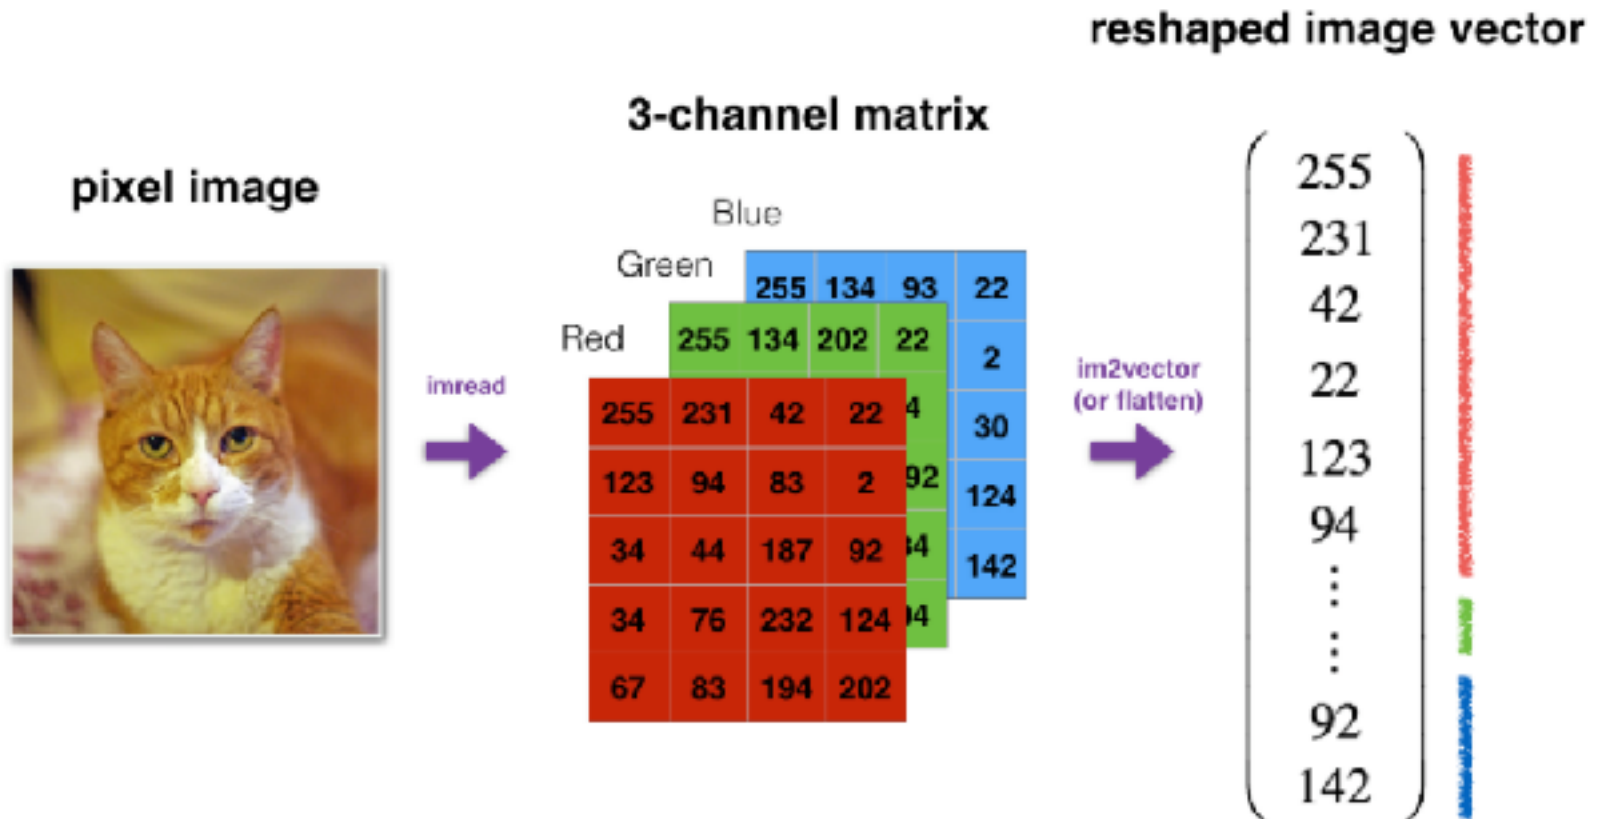 reshaped image vector
3-channel matrix
pixel image
Blue
Green
Red
255 134 93 22
2
30
124
142
255 134 202 22
255 231 42 22
123 94 83 2
34 44 187 92
34 76 232 124
67 83 194 202
imread
im2vector
(or flatten)
255
231
42
22
123
94
92
142